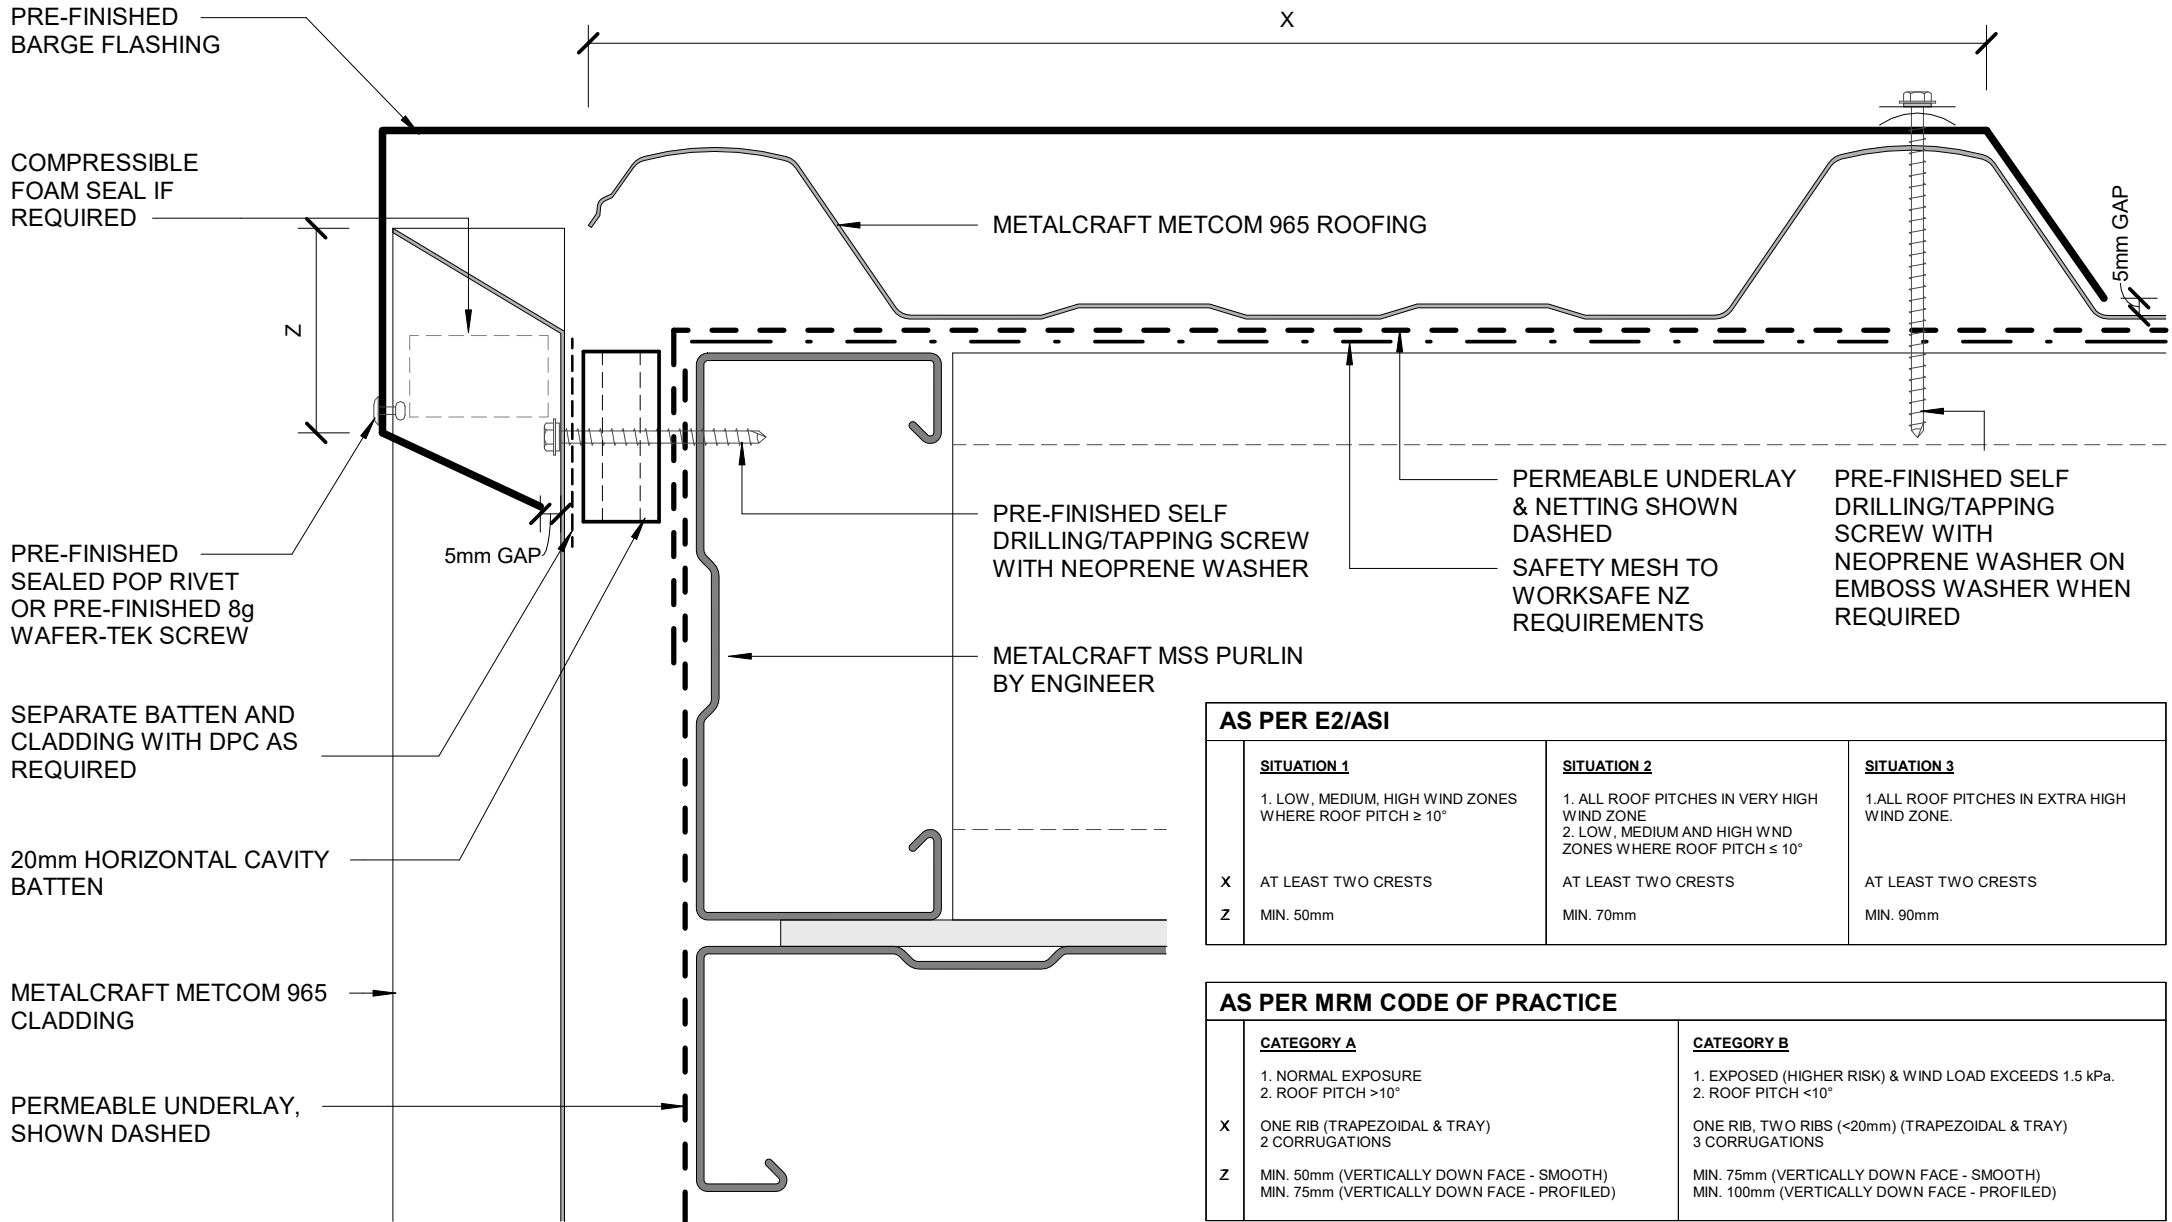 PRE-FINISHED
BARGE FLASHING
X
COMPRESSIBLE
FOAM SEAL IF
REQUIRED
Z
METALCRAFT METCOM 965 ROOFING
5mm GAP
PRE-FINISHED
SEALED POP RIVET
OR PRE-FINISHED 8g
WAFER-TEK SCREW
5mm GAP
PRE-FINISHED SELF
DRILLING/TAPPING SCREW
WITH NEOPRENE WASHER
PERMEABLE UNDERLAY
& NETTING SHOWN
DASHED
SAFETY MESH TO
WORKSAFE NZ
REQUIREMENTS
PRE-FINISHED SELF
DRILLING/TAPPING
SCREW WITH
NEOPRENE WASHER ON
EMBOSS WASHER WHEN
REQUIRED
METALCRAFT MSS PURLIN
BY ENGINEER
SEPARATE BATTEN AND
CLADDING WITH DPC AS
REQUIRED
20mm HORIZONTAL CAVITY
BATTEN
METALCRAFT METCOM 965
CLADDING
PERMEABLE UNDERLAY,
SHOWN DASHED
AS PER E2/ASI
SITUATION 1
1. LOW, MEDIUM, HIGH WIND ZONES
WHERE ROOF PITCH ≥ 10°
SITUATION 2
1. ALL ROOF PITCHES IN VERY HIGH
WIND ZONE
2. LOW, MEDIUM AND HIGH WND
ZONES WHERE ROOF PITCH ≤ 10°
SITUATION 3
1.ALL ROOF PITCHES IN EXTRA HIGH
WIND ZONE.
X AT LEAST TWO CRESTS AT LEAST TWO CRESTS AT LEAST TWO CRESTS
Z MIN. 50mm MIN. 70mm MIN. 90mm
AS PER MRM CODE OF PRACTICE
CATEGORY A
1. NORMAL EXPOSURE
2. ROOF PITCH >10°
CATEGORY B
1. EXPOSED (HIGHER RISK) & WIND LOAD EXCEEDS 1.5 kPa.
2. ROOF PITCH <10°
X ONE RIB (TRAPEZOIDAL & TRAY) ONE RIB, TWO RIBS (<20mm) (TRAPEZOIDAL & TRAY)
2 CORRUGATIONS 3 CORRUGATIONS
Z MIN. 50mm (VERTICALLY DOWN FACE - SMOOTH) MIN. 75mm (VERTICALLY DOWN FACE - SMOOTH)
MIN. 75mm (VERTICALLY DOWN FACE - PROFILED) MIN. 100mm (VERTICALLY DOWN FACE - PROFILED)